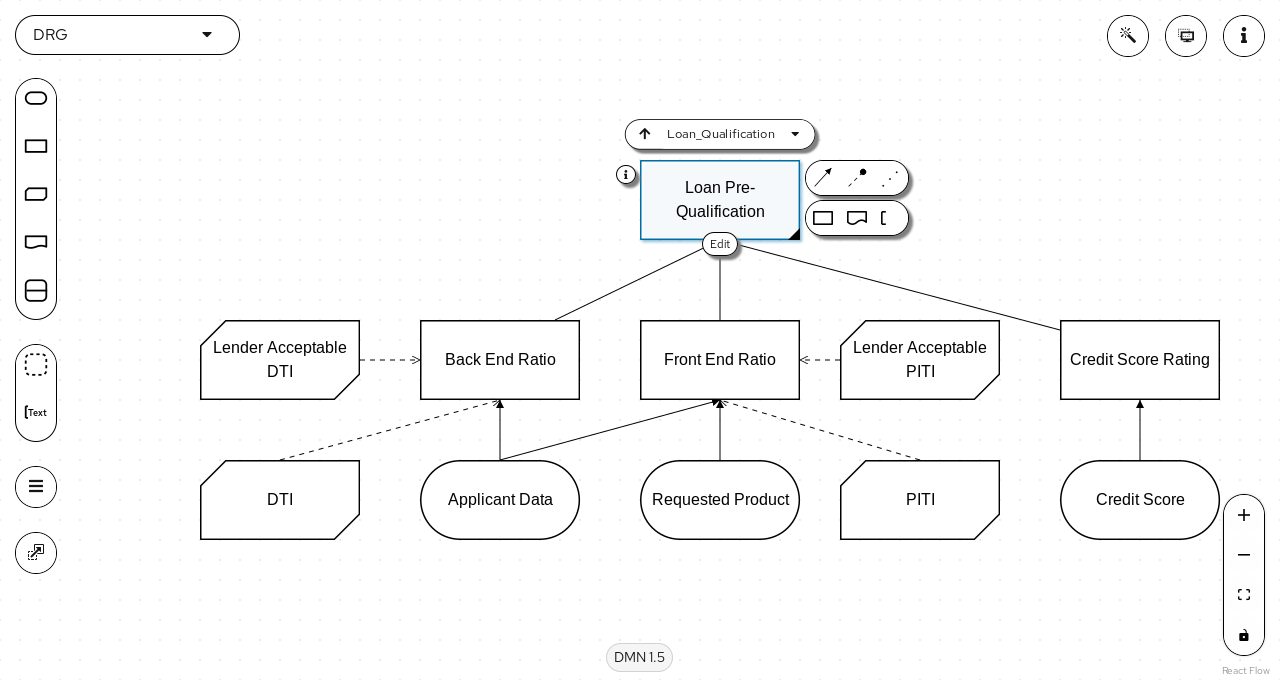 DRG
Loan_Qualification
Loan Pre-
Qualification
Edit
Lender Acceptable
DTI
Back End Ratio
Front End Ratio
Lender Acceptable
PITI
Credit Score Rating
Text
DTI
Applicant Data
Requested Product
PITI
Credit Score
DMN 1.5
React Flow